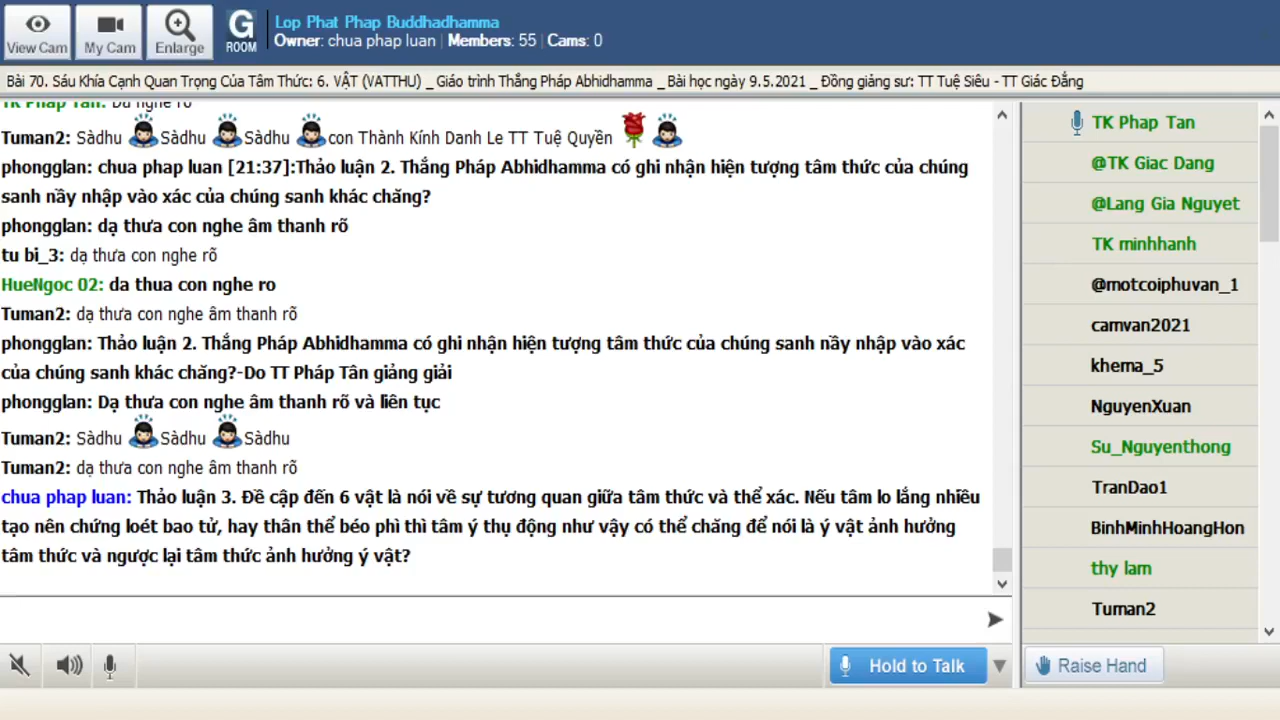 View Cam
My Cam
Enlarge
G
ROOM
Lop Phat Phap Buddhadhamma
Owner: chua phap luan | Members: 55 | Cams: 0
Bài 70. Sáu Khía Cạnh Quan Trọng Của Tâm Thức: 6. VẬT (VATTHU) _ Giáo trình Thắng Pháp Abhidhamma _ Bài học ngày 9.5.2021 _ Đồng giảng sư: TT Tuệ Siêu - TT Giác Đẳng
TK Phap Tan: Dạ nghe rõ
Tuman2: Sàdhu Sàdhu Sàdhu con Thành Kính Danh Le TT Tuệ Quyền
phongglan: chua phap luan [21:37]:Thảo luận 2. Thắng Pháp Abhidhamma có ghi nhận hiện tượng tâm thức của chúng
sanh nầy nhập vào xác của chúng sanh khác chăng?
phongglan: dạ thưa con nghe âm thanh rõ
tu bi_3: dạ thưa con nghe rõ
HueNgoc 02: da thua con nghe ro
Tuman2: dạ thưa con nghe âm thanh rõ
phongglan: Thảo luận 2. Thắng Pháp Abhidhamma có ghi nhận hiện tượng tâm thức của chúng sanh nầy nhập vào xác
của chúng sanh khác chăng?-Do TT Pháp Tân giảng giải
phongglan: Dạ thưa con nghe âm thanh rõ và liên tục
Tuman2: Sàdhu Sàdhu Sàdhu
Tuman2: dạ thưa con nghe âm thanh rõ
chua phap luan: Thảo luận 3. Đề cập đến 6 vật là nói về sự tương quan giữa tâm thức và thể xác. Nếu tâm lo lắng nhiều
tạo nên chứng loét bao tử, hay thân thể béo phì thì tâm ý thụ động như vậy có thể chăng để nói là ý vật ảnh hưởng
tâm thức và ngược lại tâm thức ảnh hưởng ý vật?
TK Phap Tan
@TK Giac Dang
@Lang Gia Nguyet
TK minhhanh
@motcoiphuvan_1
camvan2021
khema_5
NguyenXuan
Su_Nguyenthong
TranDao1
BinhMinhHoangHon
thy lam
Tuman2
Hold to Talk
Raise Hand